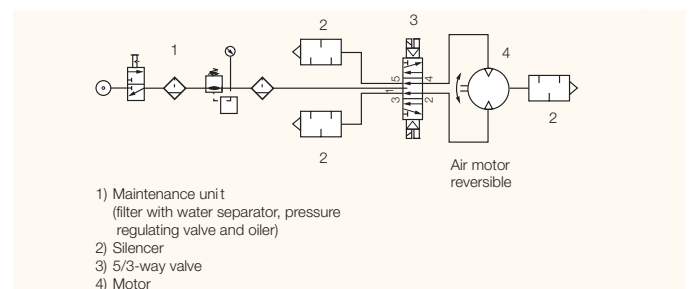 3
2
1
4
5
4
1
3
2
2
2
Air motor
reversible
1) Maintenance unit
(filter with water separator, pressure
regulating valve and oiler)
2) Silencer
3) 5/3-way valve
4) Motor